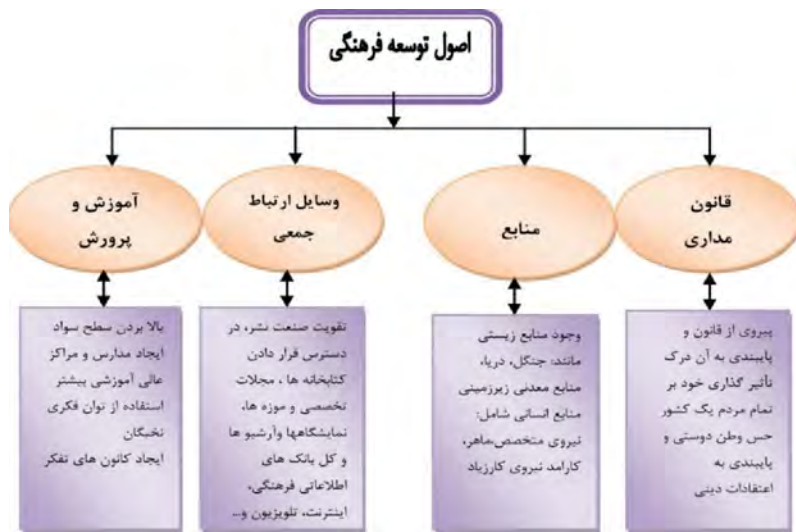 اصول توسعه فرهنگی
قانون
مداری
منابع
وسایل ارتباط
جمعی
آموزش و
پرورش
پیروی از قانون و
پایبندی به آن درک
تأثیر گذاری خود بر
تمام مردم یک کشور
حس وطن دوستی و
پایبندی به
اعتقادات دینی
وجود منابع زیستی
مانند: جنگل، دریا،
منابع معدنی زیرزمینی
منابع انسانی شامل:
نیروی متخصص،ماهر،
کارامد نیروی کارزیاد
تقویت صنعت نشر، در
دسترس قرار دادن
کتابخانه ها ، مجلات
تخصصی و موزه ها،
نمایشگاهها وآرشیو ها
و کل بانک های
اطلاعاتی فرهنگی،
اینترنت، تلویزیون و...
بالا بردن سطح سواد
ایجاد مدارس و مراکز
عالی آموزشی بیشتر
استفاده از توان فکری
نخبگان
ایجاد کانون های تفکر